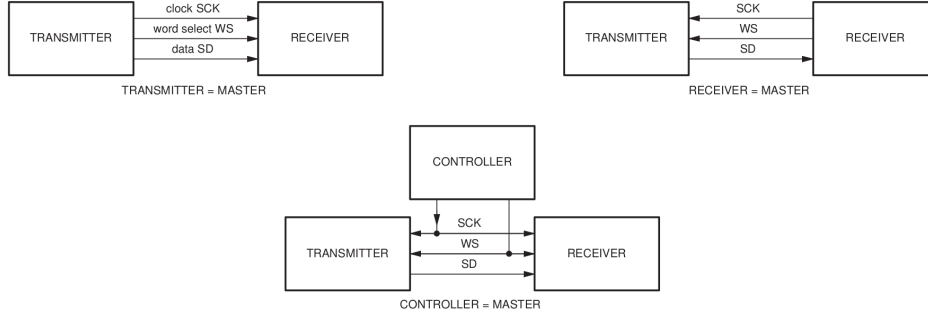 clock SCK
TRANSMITTER
word select WS
RECEIVER
data SD
TRANSMITTER = MASTER
SCK
TRANSMITTER
WS
RECEIVER
SD
RECEIVER = MASTER
CONTROLLER
SCK
TRANSMITTER
WS
RECEIVER
SD
CONTROLLER = MASTER